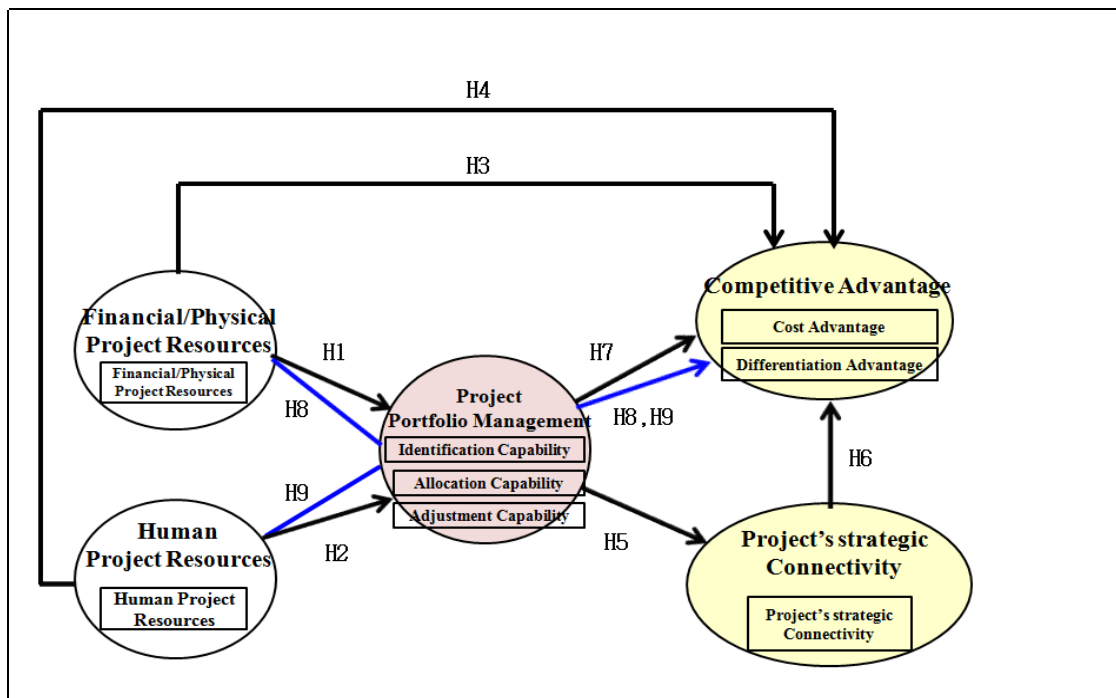 H4
H3
Financial/Physical
Project Resources
Financial/Physical
Project Resources
H1
H8
H9
H2
Human
Project Resources
Human Project
Resources
Project
Portfolio Management
Identification Capability
Allocation Capability
Adjustment Capability
H7
H8,H9
H5
Competitive Advantage
Cost Advantage
Differentiation Advantage
H6
Project's strategic
Connectivity
Project's strategic
Connectivity